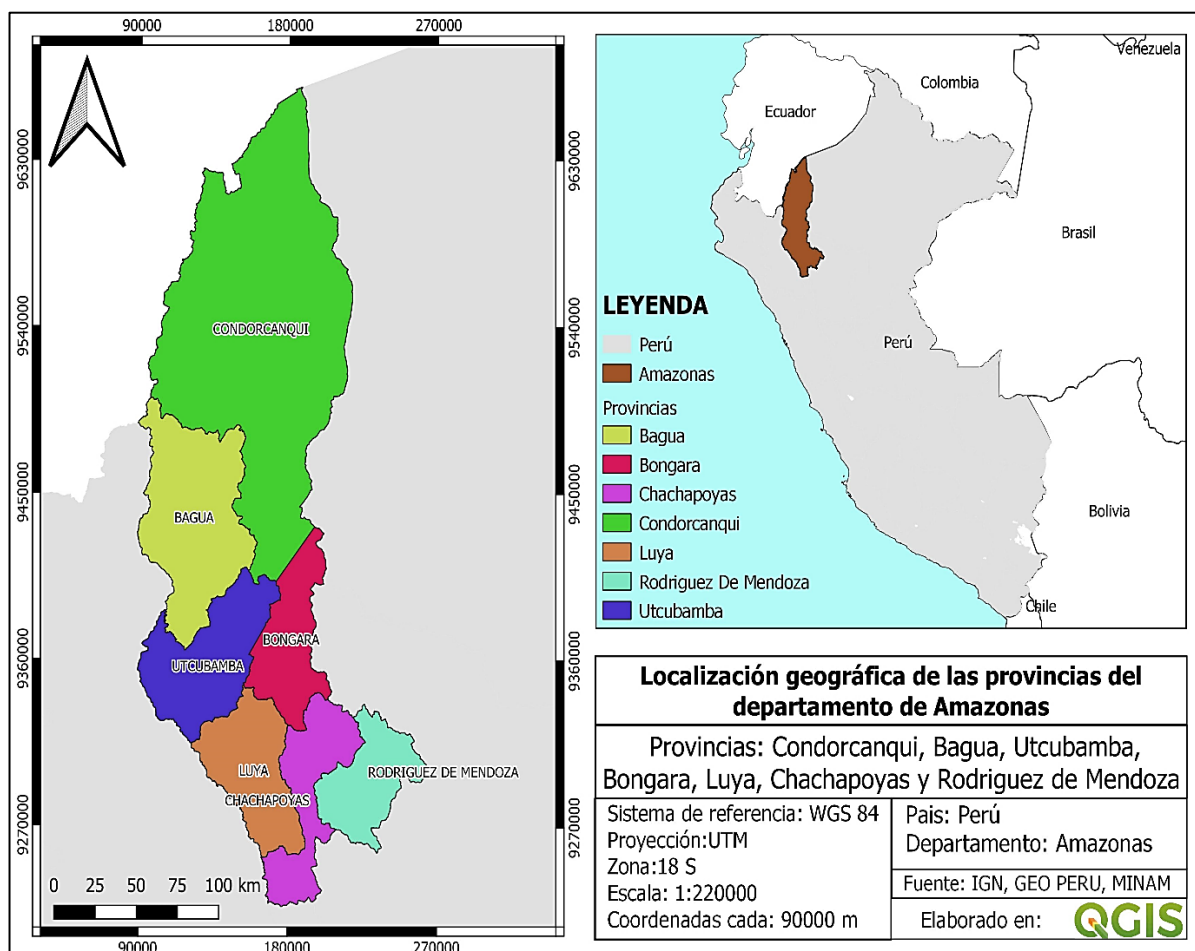 90000 180000 270000
9630000 9630000
9540000 9540000
9450000 9450000
9360000 9360000
9270000 9270000
CONDORCANQUI
BAGUA
UTCUBAMBA
BONGARA
LUYA
RODRIGUEZ DE MENDOZA
CHACHAPOYAS
0 25 50 75 100 km
90000 180000 270000
Venezuela
Colombia
Ecuador
Brasil
Perú
Bolivia
Chile
LEYENDA
Perú
Amazonas
Provincias
Bagua
Bongara
Chachapoyas
Condorcanqui
Luya
Rodriguez De Mendoza
Utcubamba
Localización geográfica de las provincias del
departamento de Amazonas
Provincias: Condorcanqui, Bagua, Utcubamba,
Bongara, Luya, Chachapoyas y Rodriguez de Mendoza
Sistema de referencia: WGS 84
Proyección:UTM
Zona:18 S
Escala: 1:220000
Coordenadas cada: 90000 m
Pais: Perú
Departamento: Amazonas
Fuente: IGN, GEO PERU, MINAM
Elaborado en: QGIS